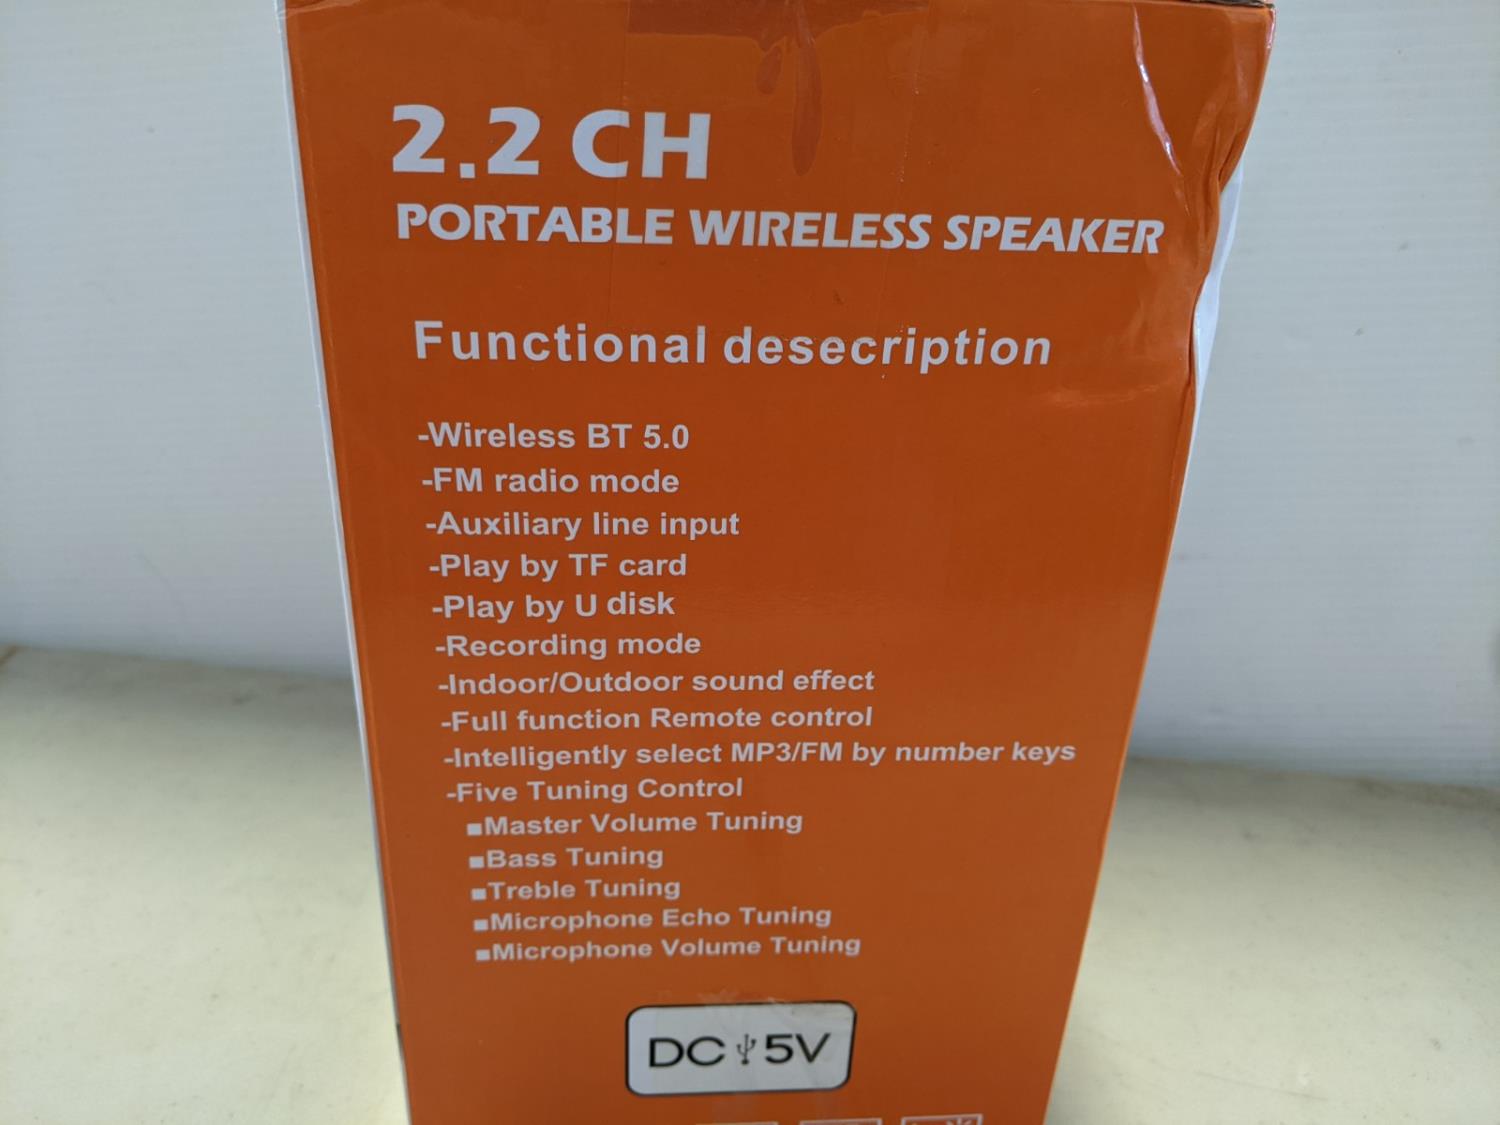 2.2 CH
PORTABLE WIRELESS SPEAKER
Functional desecription
-Wireless BT 5.0
-FM radio mode
-Auxiliary line input
-Play by TF card
-Play by U disk
-Recording mode
-Indoor/Outdoor sound effect
-Full function Remote control
-Intelligently select MP3/FM by number keys
-Five Tuning Control
■Master Volume Tuning
■Bass Tuning
■Treble Tuning
■Microphone Echo Tuning
■Microphone Volume Tuning
DC 5V